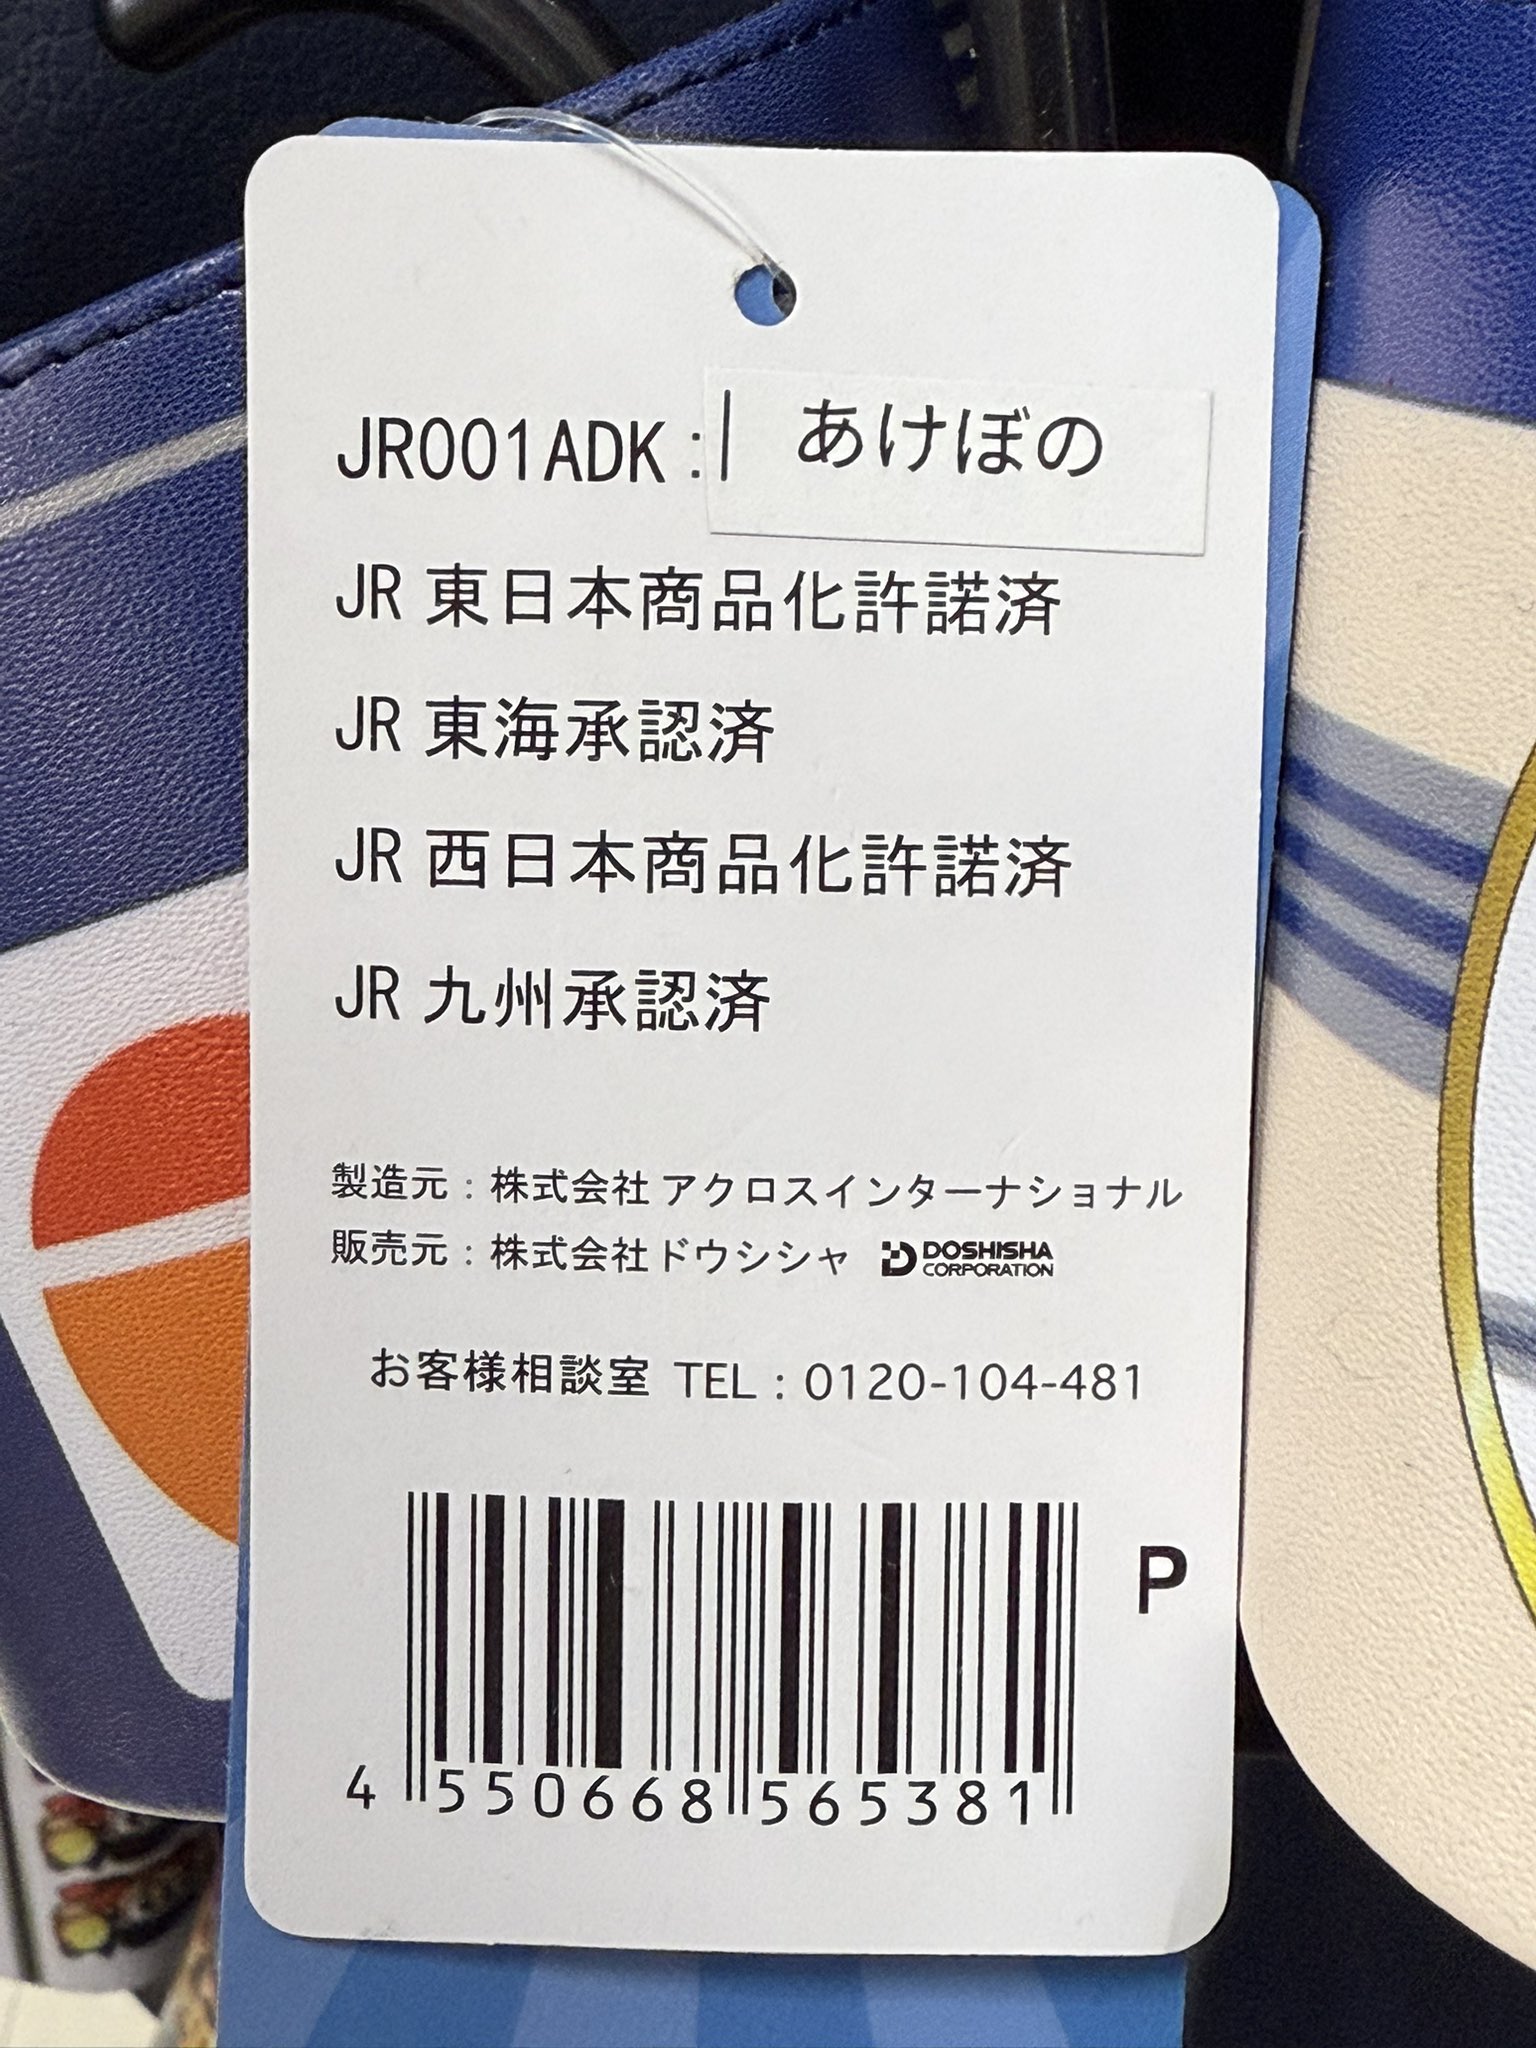 JR001ADK:| あけぼの
JR 東日本商品化許諾済
JR 東海承認済
JR 西日本商品化許諾済
JR 九州承認済
製造元：株式会社 アクロスインターナショナル
販売元：株式会社ドウシシャ DOSHISHA CORPORATION
お客様相談室 TEL：0120-104-481
P
4 550668 565381